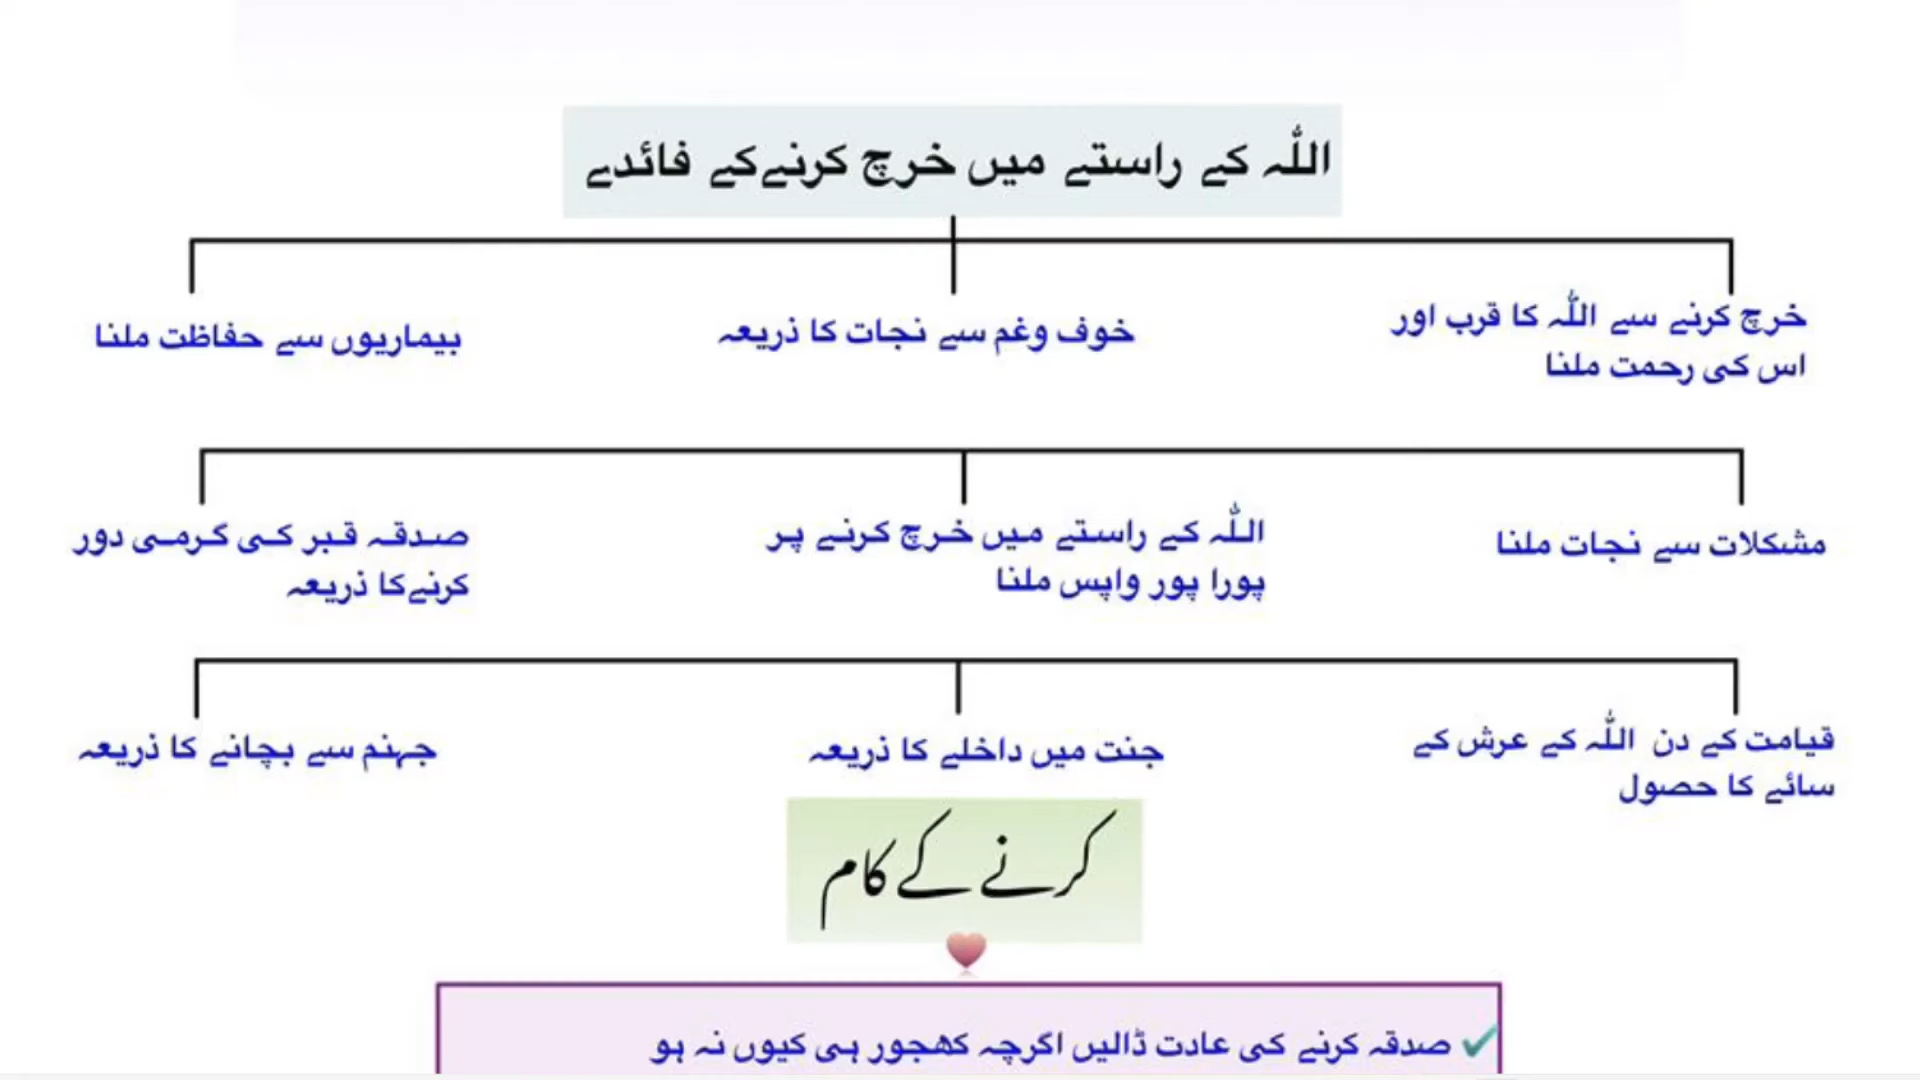 اللہ کے راستے میں خرچ کرنےکے فائدے
خرچ کرنے سے اللہ کا قرب اور
اس کی رحمت ملنا
خوف وغم سے نجات کا ذریعہ
بیماریوں سے حفاظت ملنا
مشکلات سے نجات ملنا
اللہ کے راستے میں خرچ کرنے پر
پورا پور واپس ملنا
صدقہ قبر کی گرمی دور
کرنےکا ذریعہ
قیامت کے دن اللہ کے عرش کے
سائے کا حصول
جنت میں داخلے کا ذریعہ
جہنم سے بچانے کا ذریعہ
کرنے کے کام
✓ صدقہ کرنے کی عادت ڈالیں اگرچہ کھجور ہی کیوں نہ ہو